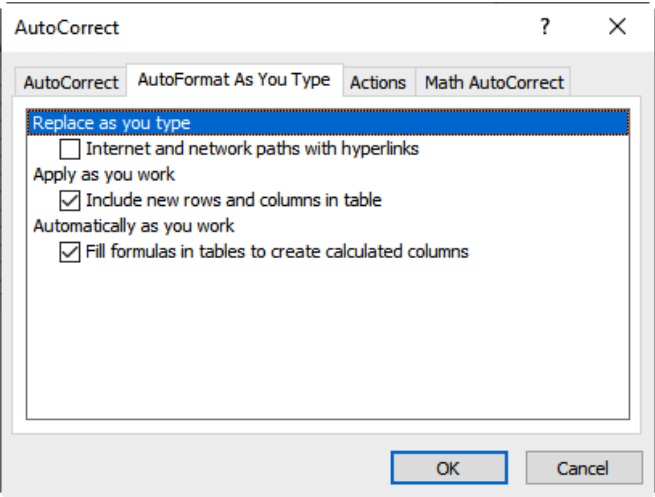 AutoCorrect ? ×
AutoCorrect AutoFormat As You Type Actions Math AutoCorrect
Replace as you type
Internet and network paths with hyperlinks
Apply as you work
Include new rows and columns in table
Automatically as you work
Fill formulas in tables to create calculated columns
OK Cancel